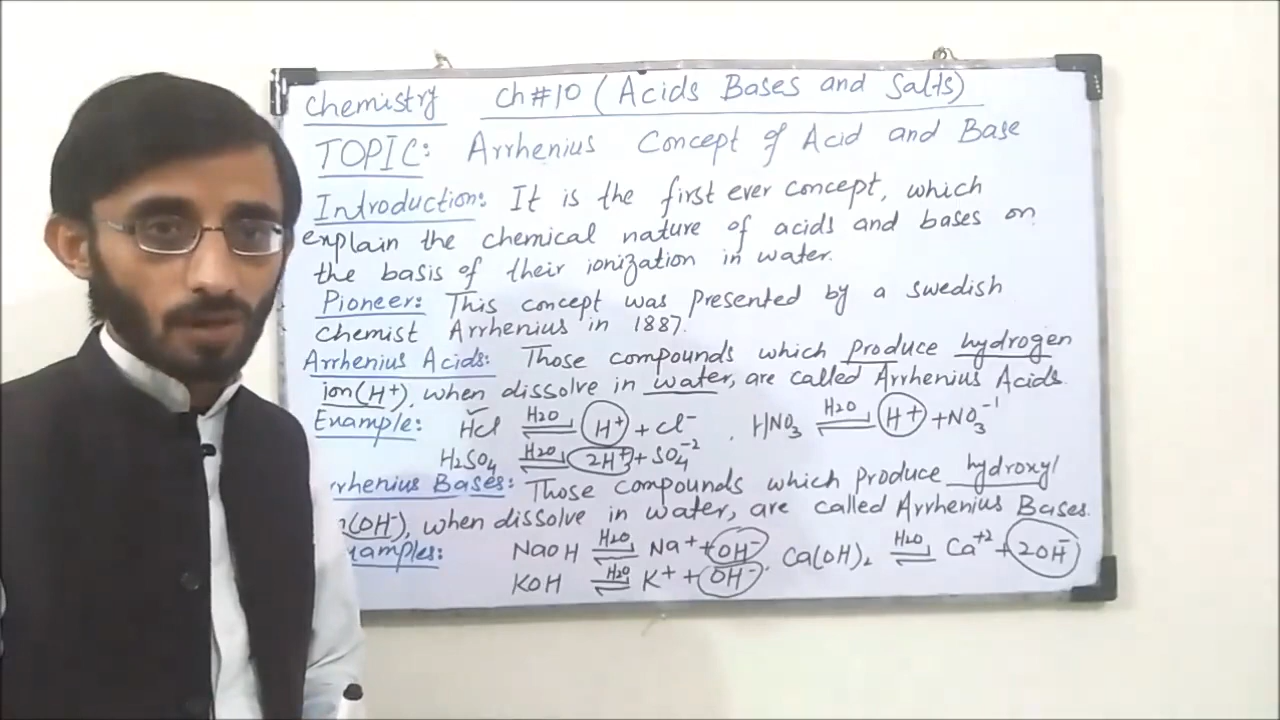 Chemistry Ch#10 (Acids Bases and Salts)
TOPIC: Arrhenius Concept of Acid and Base
Introduction: It is the first ever concept, which
explain the chemical nature of acids and bases on
the basis of their ionization in water.
Pioneer: This concept was presented by a swedish
Chemist Arrhenius in 1887.
Arrhenius Acids: Those compounds which produce hydrogen
ion(H+), when dissolve in water, are called Arrhenius Acids.
Example: HCl ⇌ H2O H+ + Cl- , HNO3 ⇌ H2O H+ + NO3-1
H2SO4 ⇌ H2O 2H+ + SO4-2
rrhenius Bases: Those compounds which produce hydroxyl
(OH-), when dissolve in water, are called Arrhenius Bases.
xamples: NaOH ⇌ H2O Na+ + OH- . Ca(OH)2 ⇌ H2O Ca+2 + 2OH-
KOH ⇌ H2O K+ + OH-